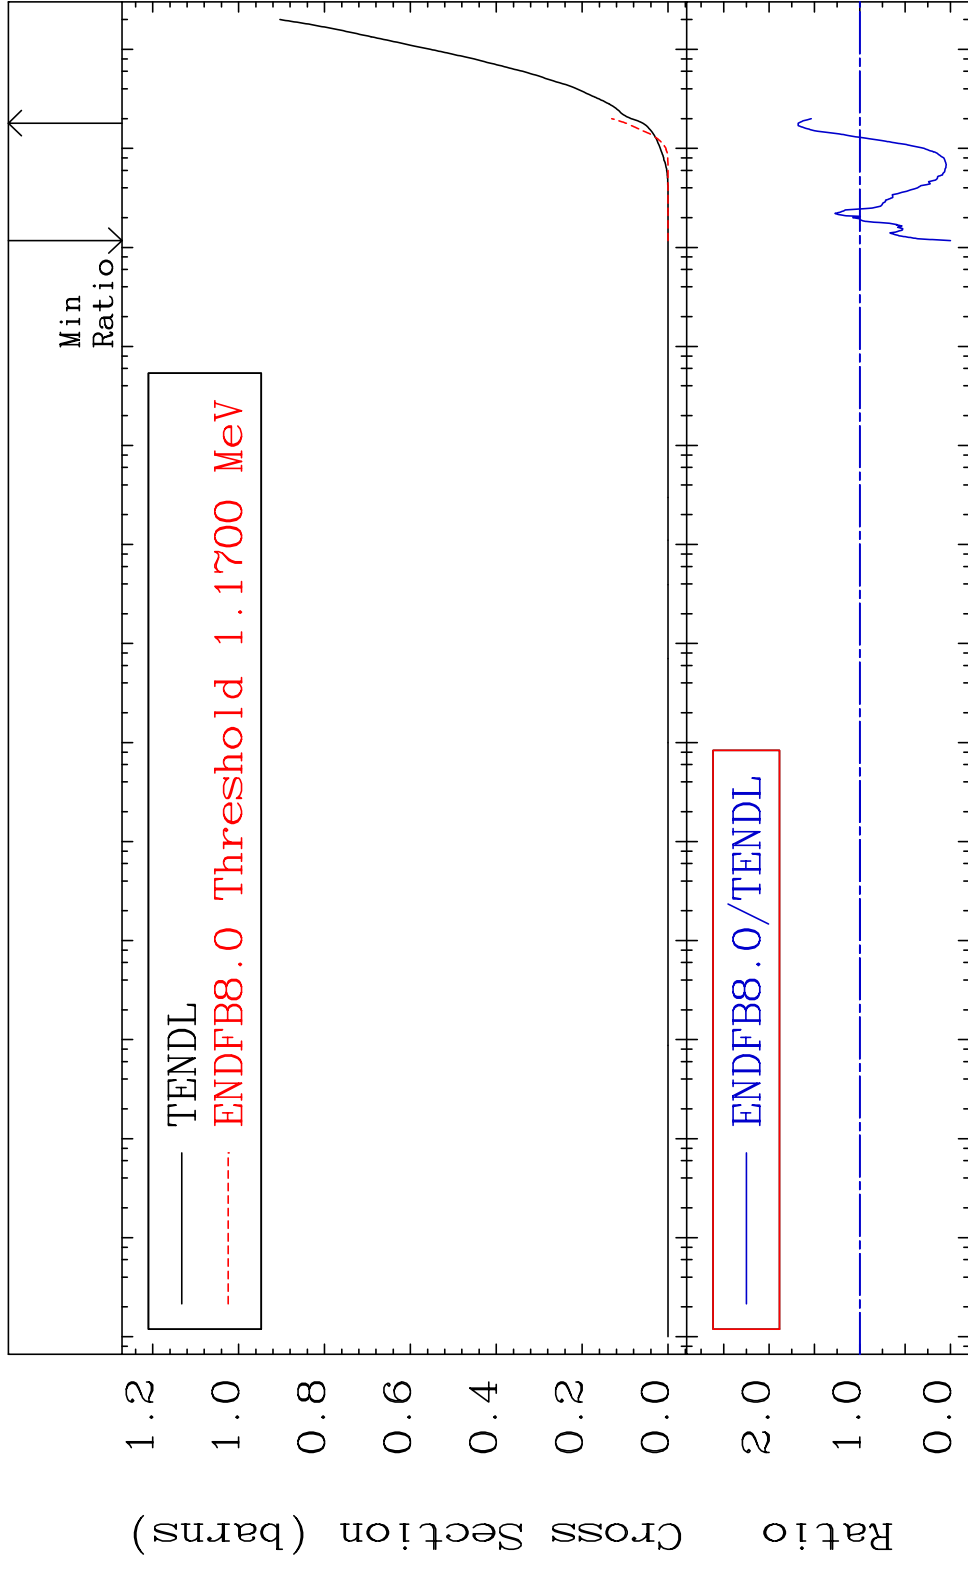 Min
Ratio
TENDL
ENDFB8.0 Threshold 1.1700 MeV
1.2
1.0
0.8
0.6
0.4
0.2
0.0
Cross Section (barns)
ENDFB8.0/TENDL
2.0
1.0
0.0
Ratio